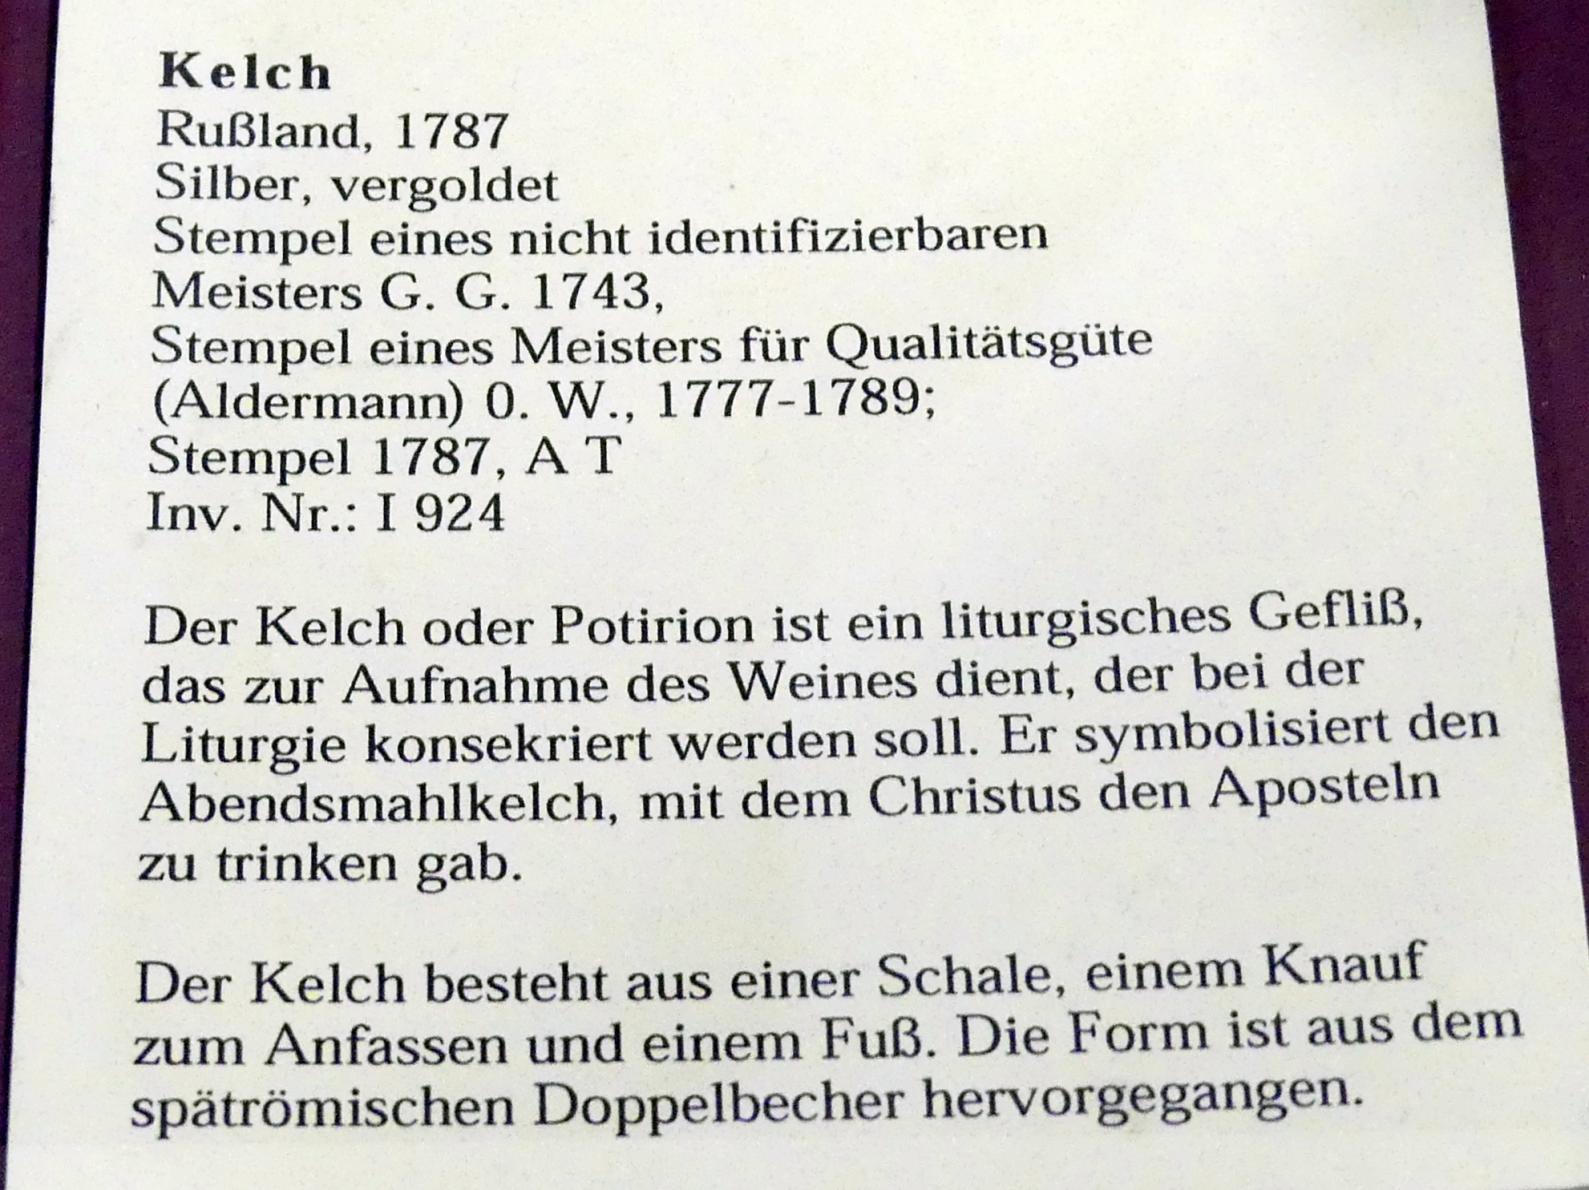 Kelch
Rußland, 1787
Silber, vergoldet
Stempel eines nicht identifizierbaren
Meisters G. G. 1743,
Stempel eines Meisters für Qualitätsgüte
(Aldermann) 0. W., 1777-1789;
Stempel 1787, A T
Inv. Nr.: I 924
Der Kelch oder Potirion ist ein liturgisches Gefliß,
das zur Aufnahme des Weines dient, der bei der
Liturgie konsekriert werden soll. Er symbolisiert den
Abendsmahlkelch, mit dem Christus den Aposteln
zu trinken gab.
Der Kelch besteht aus einer Schale, einem Knauf
zum Anfassen und einem Fuß. Die Form ist aus dem
spätrömischen Doppelbecher hervorgegangen.